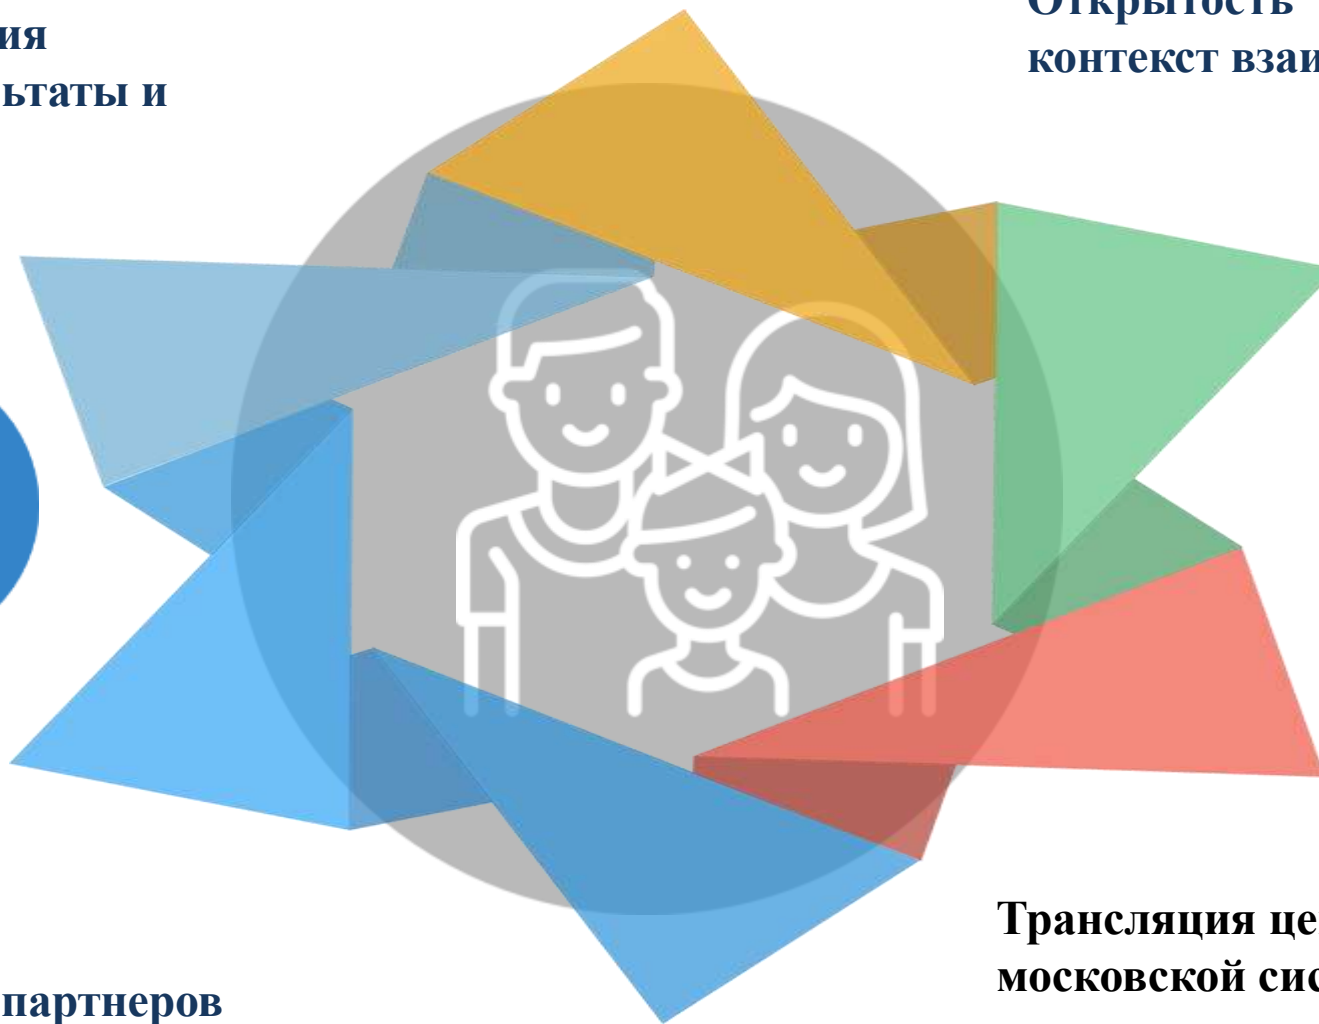 ия
ьтаты и
Открытость
контекст взаи
партнеров
Трансляция це
московской сис